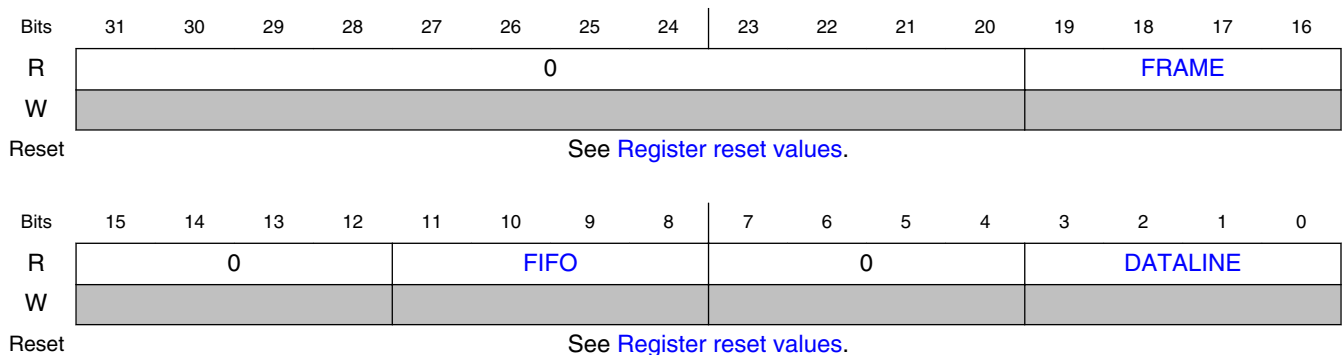 Bits 31 30 29 28 27 26 25 24 23 22 21 20 19 18 17 16
R 0 FRAME
W
Reset See Register reset values.
Bits 15 14 13 12 11 10 9 8 7 6 5 4 3 2 1 0
R 0 FIFO 0 DATALINE
W
Reset See Register reset values.